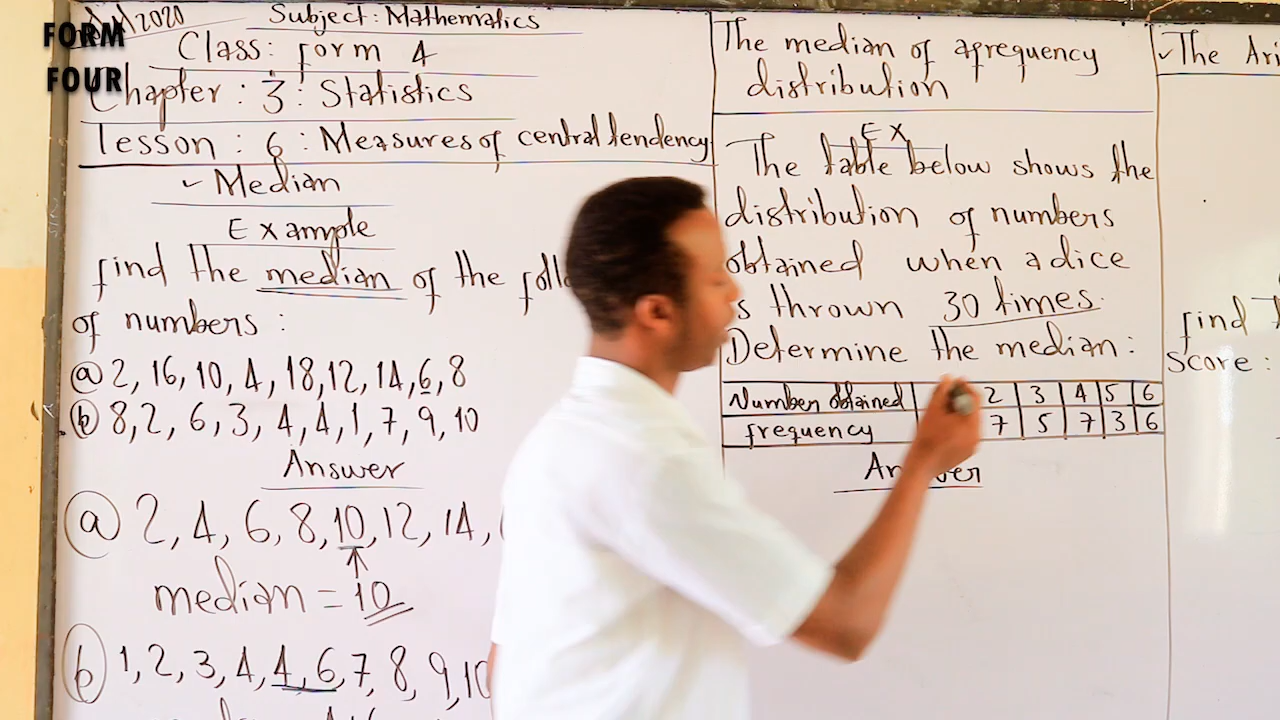 FORM
FOUR
2020
Subject: Mathematics
Class: form 4
Chapter: 3: Statistics
Lesson: 6: Measures of central tendency
✓ Median
Example
find the median of the
of numbers:
(a) 2, 16, 10, 4, 18, 12, 14, 6, 8
(b) 8, 2, 6, 3, 4, 4, 1, 7, 9, 10
Answer
(a) 2, 4, 6, 8, 10, 12, 14,
median = 10
(b) 1, 2, 3, 4, 4, 6, 7, 8, 9, 10
The median of afrequency
distribution
EX
The table below shows the
distribution of numbers
obtained when a dice
is thrown 30 times.
Determine the median:
Number obtained 2 3 4 5 6
frequency 7 5 7 3 6
Answer
✓ The
find
Score: